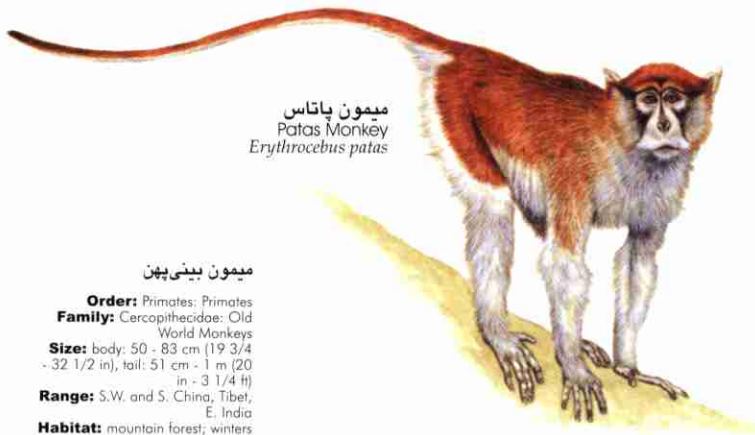 میمون پاتاس
Patas Monkey
Erythrocebus patas
میمون بینی‌پهن
Order: Primates: Primates
Family: Cercopithecidae: Old
World Monkeys
Size: body: 50 - 83 cm (19 3/4
- 32 1/2 in), tail: 51 cm - 1 m (20
in - 3 1/4 ft)
Range: S.W. and S. China, Tibet,
E. India
Habitat: mountain forest; winters